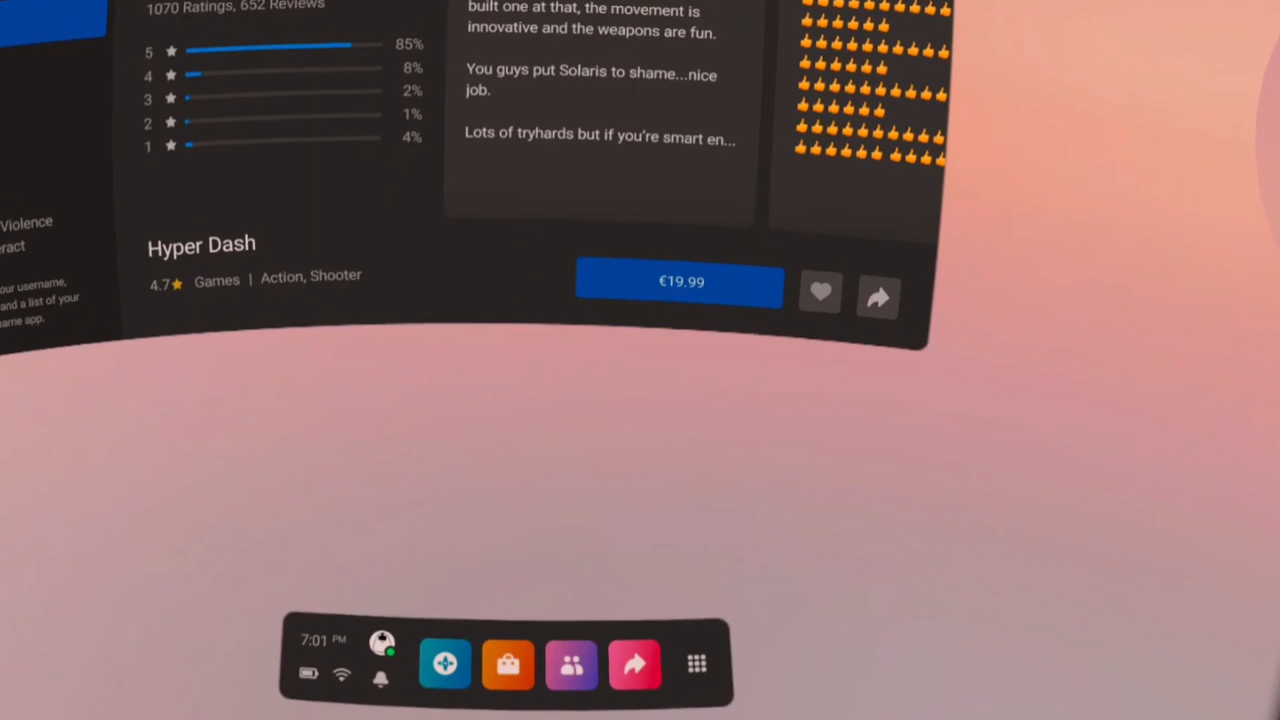 1070 Ratings, 652 Reviews
5 85%
4 8%
3 2%
2 1%
1 4%
built one at that, the movement is
innovative and the weapons are fun.
You guys put Solaris to shame...nice
job.
Lots of tryhards but if you're smart en...
Violence
our username,
and a list of your
ame app.
Hyper Dash
4.7 Games | Action, Shooter
€19.99
7:01 PM